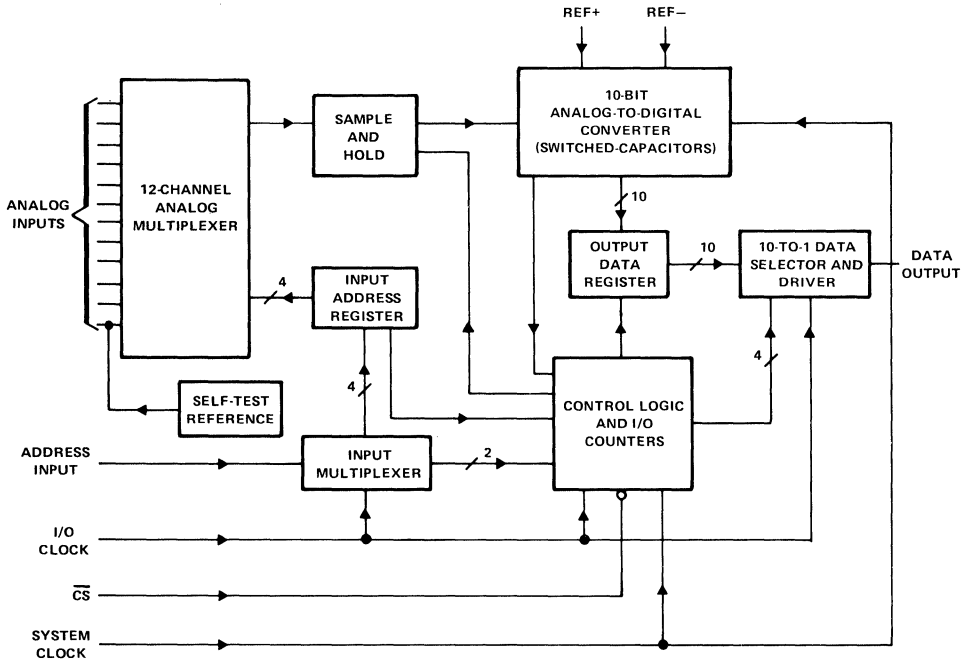 REF+ REF−
10-BIT
ANALOG-TO-DIGITAL
CONVERTER
(SWITCHED-CAPACITORS)
SAMPLE
AND
HOLD
12-CHANNEL
ANALOG
MULTIPLEXER
ANALOG
INPUTS
10
OUTPUT
DATA
REGISTER
10
10-TO-1 DATA
SELECTOR AND
DRIVER
DATA
OUTPUT
4
INPUT
ADDRESS
REGISTER
4
4
SELF-TEST
REFERENCE
CONTROL LOGIC
AND I/O
COUNTERS
ADDRESS
INPUT
INPUT
MULTIPLEXER
2
I/O
CLOCK
C̅S̅
SYSTEM
CLOCK